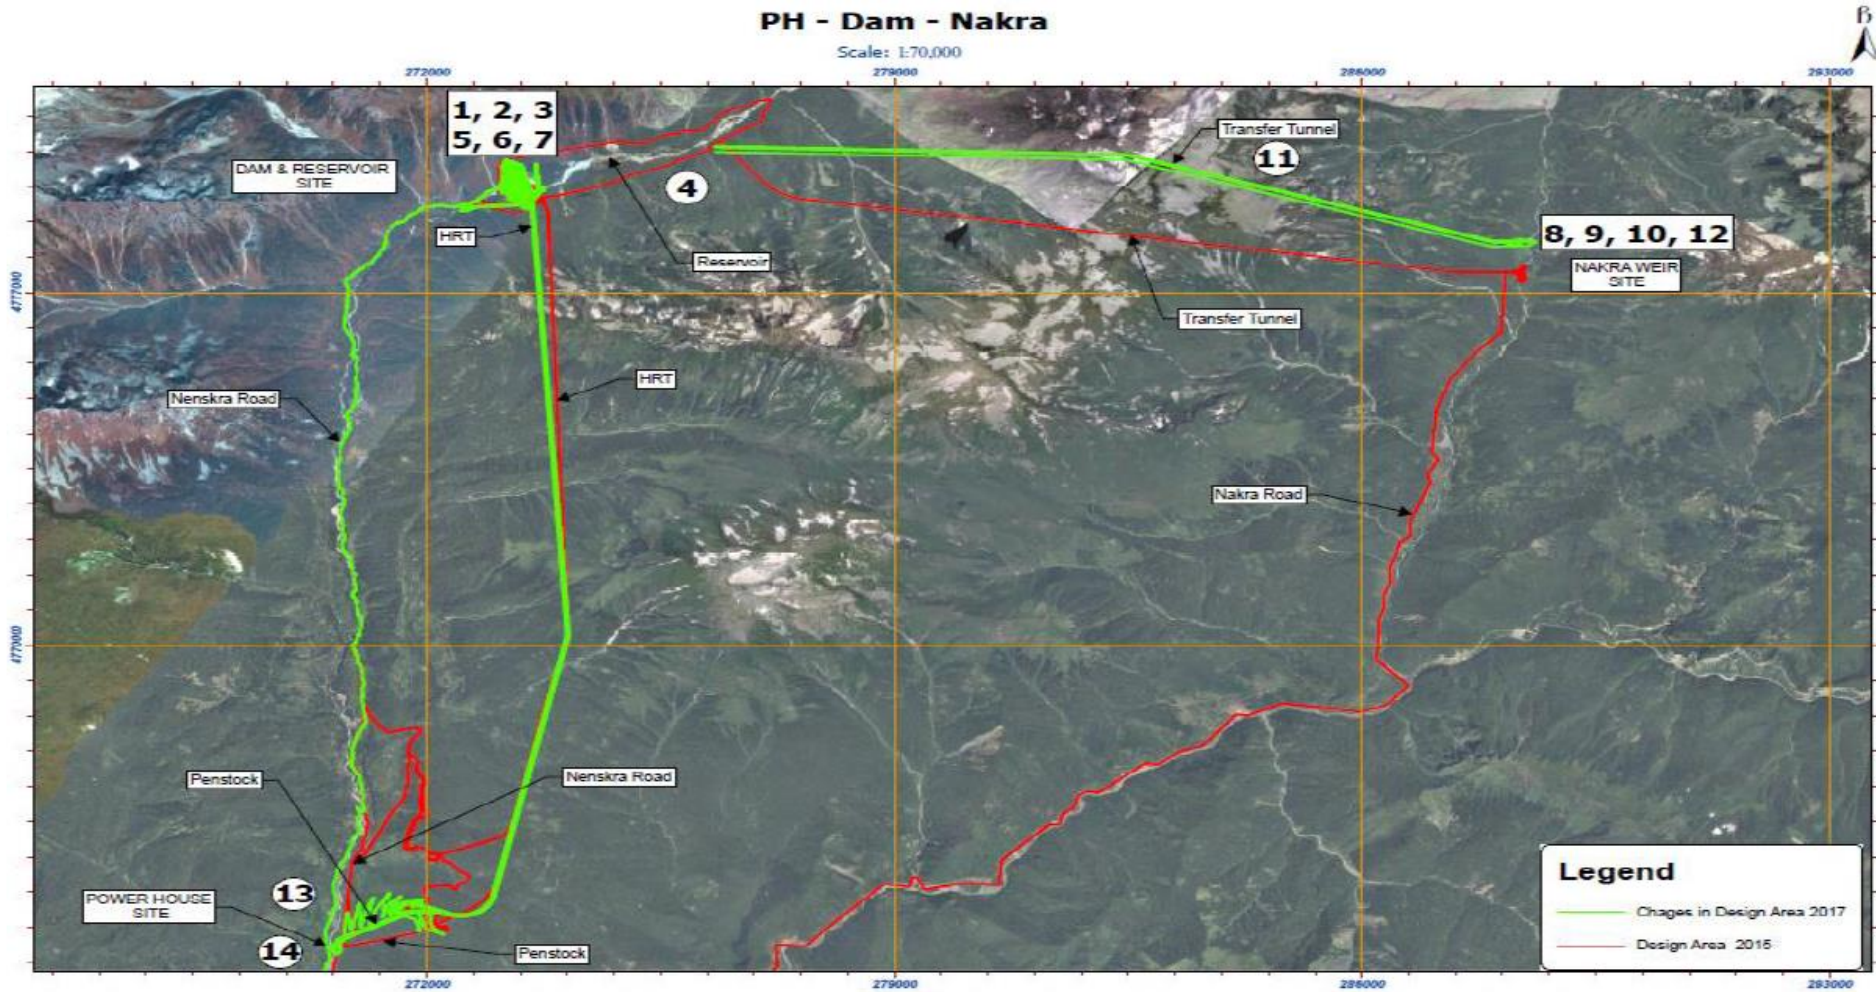 PH - Dam - Nakra
Scale: 1:70,000
272000
279000
286000
293000
1, 2, 3
5, 6, 7
Transfer Tunnel
11
DAM & RESERVOIR
SITE
4
HRT
Reservoir
8, 9, 10, 12
NAKRA WEIR
SITE
4777000
Transfer Tunnel
HRT
Nenskra Road
Nakra Road
4770000
Penstock
Nenskra Road
13
POWER HOUSE
SITE
14
Penstock
Legend
Chages in Design Area 2017
Design Area 2015
272000
279000
286000
293000